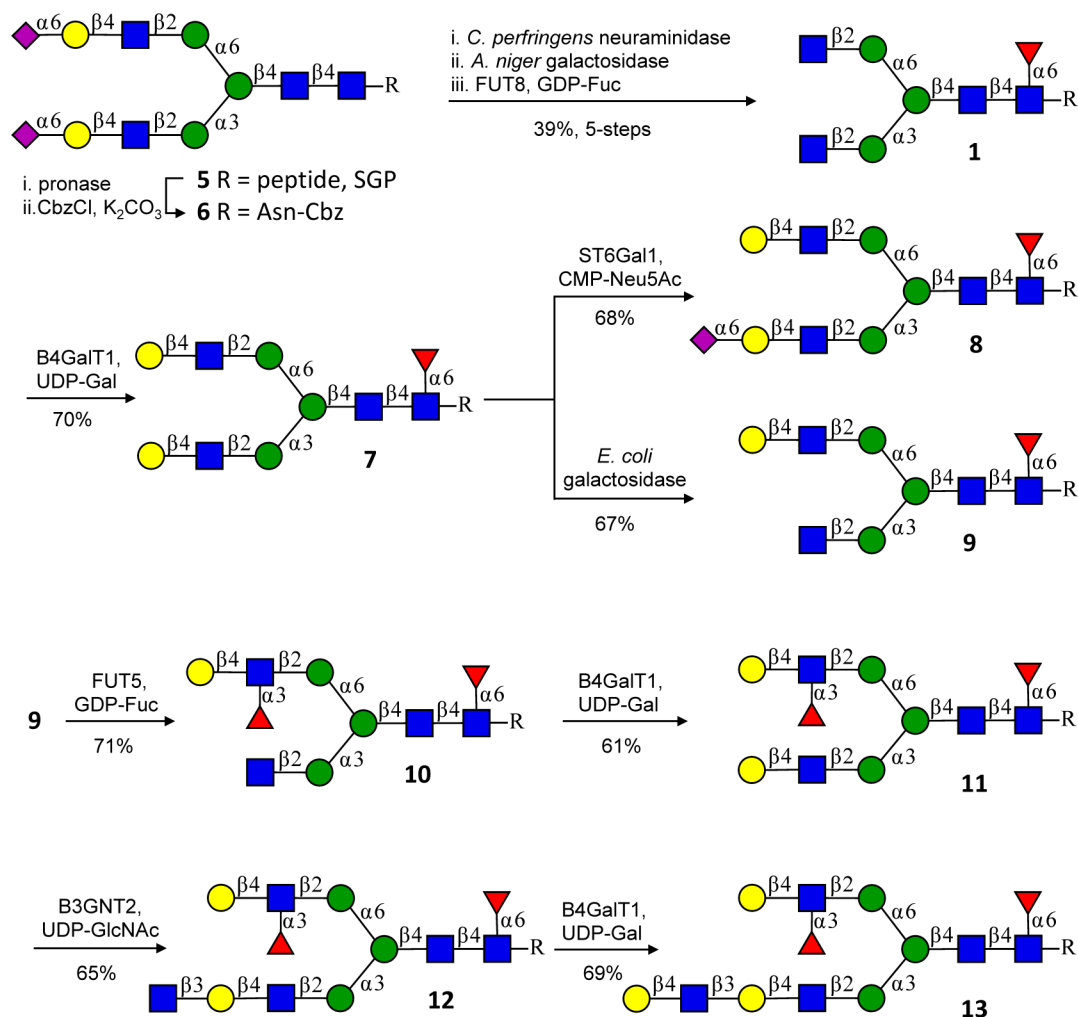 α6 β4 β2
α6
β4 β4
R
α6 β4 β2
α3
i. C. perfringens neuraminidase
ii. A. niger galactosidase
iii. FUT8, GDP-Fuc
39%, 5-steps
β2
α6
α6
β4 β4
R
β2
α3
1
i. pronase
ii.CbzCl, K₂CO₃
5 R = peptide, SGP
6 R = Asn-Cbz
B4GalT1,
UDP-Gal
70%
β4 β2
α6
α6
β4 β4
R
β4 β2
α3
7
ST6Gal1,
CMP-Neu5Ac
68%
β4 β2
α6
α6
β4 β4
R
α6 β4 β2
α3
8
E. coli
galactosidase
67%
β4 β2
α6
α6
β4 β4
R
β2
α3
9
9
FUT5,
GDP-Fuc
71%
β4 β2
α3
α6
α6
β4 β4
R
β2
α3
10
B4GalT1,
UDP-Gal
61%
β4 β2
α3
α6
α6
β4 β4
R
β4 β2
α3
11
B3GNT2,
UDP-GlcNAc
65%
β4 β2
α3
α6
α6
β4 β4
R
β3 β4 β2
α3
12
B4GalT1,
UDP-Gal
69%
β4 β2
α3
α6
α6
β4 β4
R
β4 β3 β4 β2
α3
13